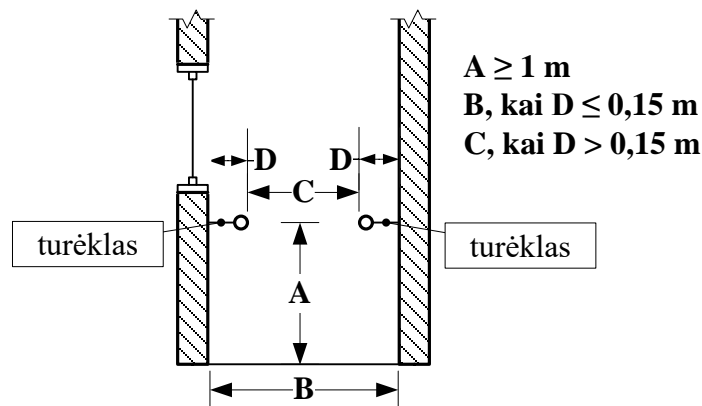 A ≥ 1 m
B, kai D ≤ 0,15 m
C, kai D > 0,15 m
D
D
C
turėklas
turėklas
A
B